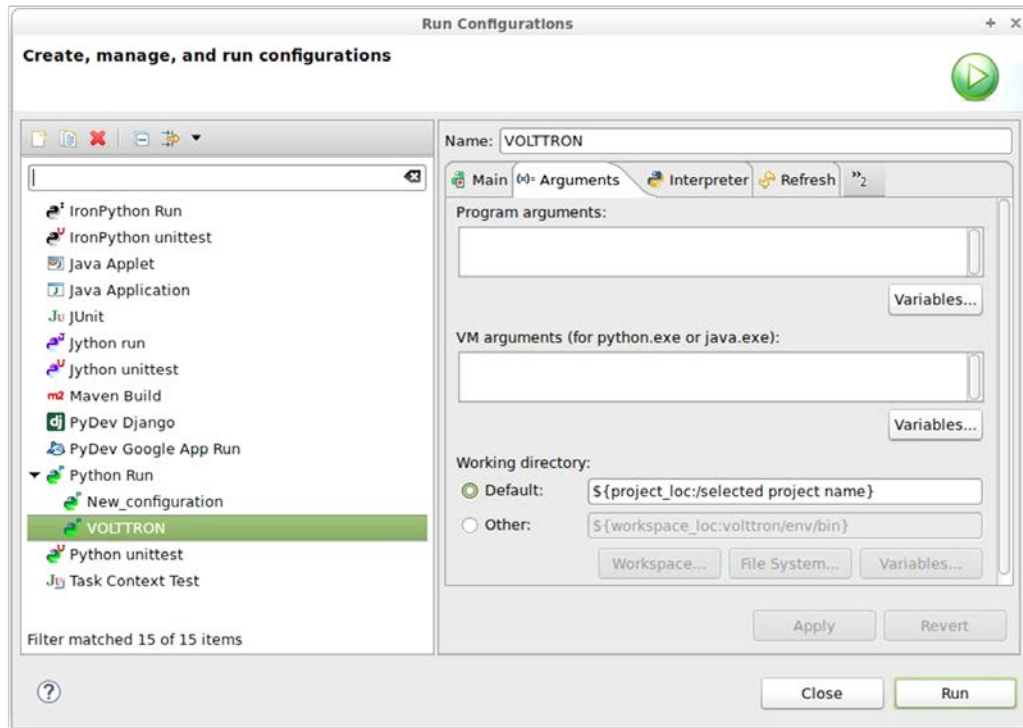 Run Configurations
Create, manage, and run configurations
IronPython Run
IronPython unittest
Java Applet
Java Application
JUnit
Jython run
Jython unittest
Maven Build
PyDev Django
PyDev Google App Run
Python Run
New_configuration
VOLTTRON
Python unittest
Task Context Test
Filter matched 15 of 15 items
Name: VOLTTRON
Main (x)= Arguments Interpreter Refresh »2
Program arguments:
Variables...
VM arguments (for python.exe or java.exe):
Variables...
Working directory:
Default: ${project_loc:/selected project name}
Other: ${workspace_loc:volttron/env/bin}
Workspace... File System... Variables...
Apply Revert
Close Run